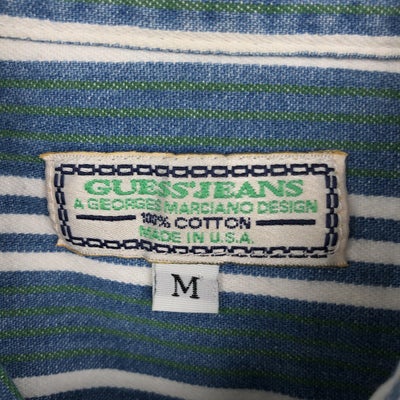 GUESS JEANS
A GEORGES MARCIANO DESIGN
100% COTTON
MADE IN U.S.A.
M